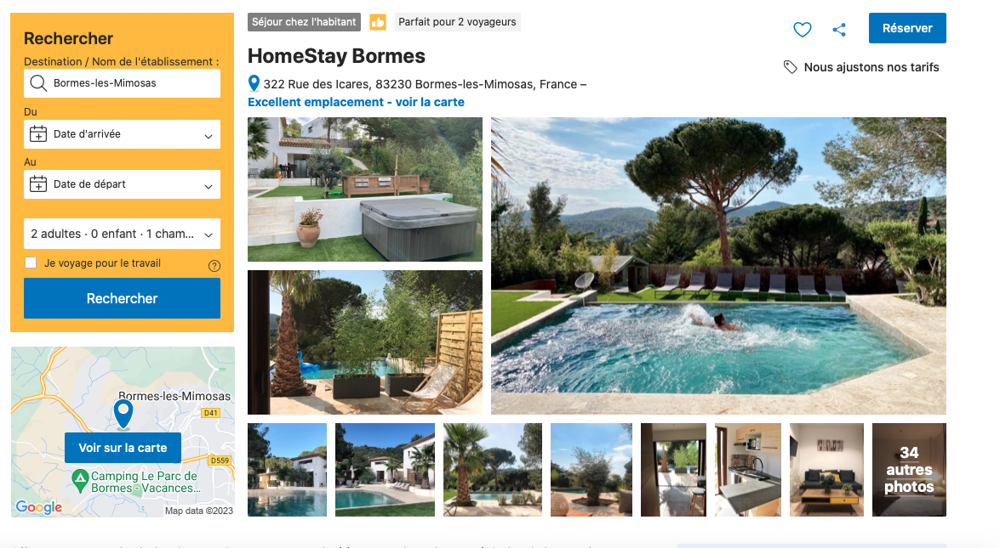 Rechercher
Destination / Nom de l'établissement :
Bormes-les-Mimosas
Du
Date d'arrivée
Au
Date de départ
2 adultes · 0 enfant · 1 cham...
Je voyage pour le travail
?
Rechercher
Bormes-les-Mimosas
D41
Voir sur la carte
D559
Camping Le Parc de
Bormes - Vacances...
Google
Map data ©2023
Séjour chez l'habitant
Parfait pour 2 voyageurs
Réserver
HomeStay Bormes
Nous ajustons nos tarifs
322 Rue des Icares, 83230 Bormes-les-Mimosas, France –
Excellent emplacement - voir la carte
34
autres
photos